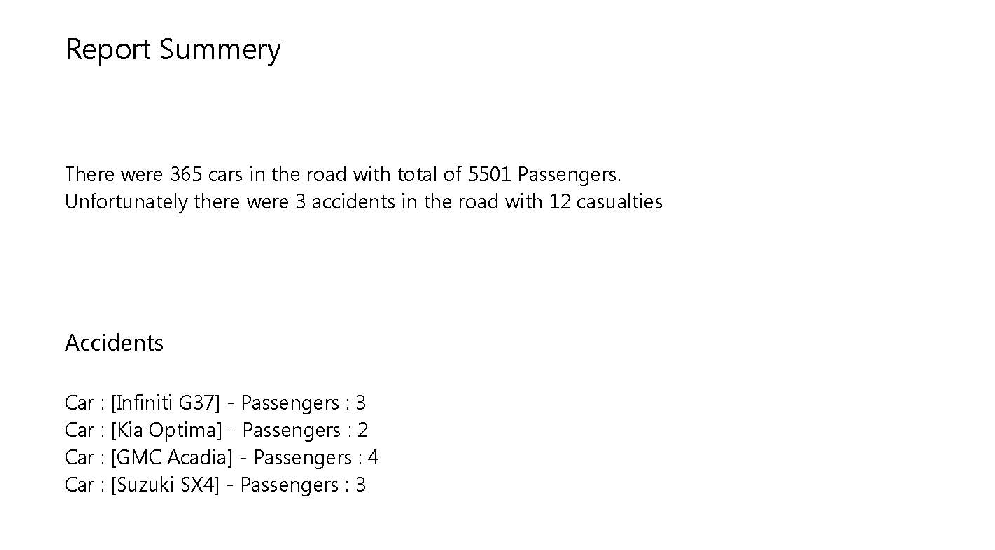 Report Summery
There were 365 cars in the road with total of 5501 Passengers.
Unfortunately there were 3 accidents in the road with 12 casualties
Accidents
Car : [Infiniti G37] - Passengers : 3
Car : [Kia Optima] - Passengers : 2
Car : [GMC Acadia] - Passengers : 4
Car : [Suzuki SX4] - Passengers : 3